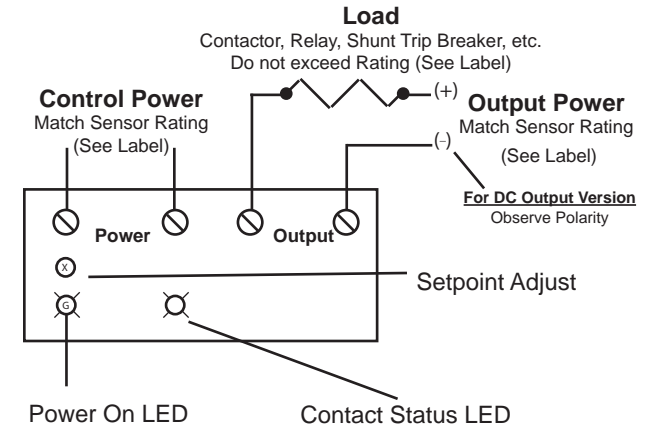 Load
Contactor, Relay, Shunt Trip Breaker, etc.
Do not exceed Rating (See Label)
Control Power
Match Sensor Rating
(See Label)
(+)
Output Power
Match Sensor Rating
(See Label)
(-)
For DC Output Version
Observe Polarity
Power
Output
X
G
Setpoint Adjust
Power On LED
Contact Status LED